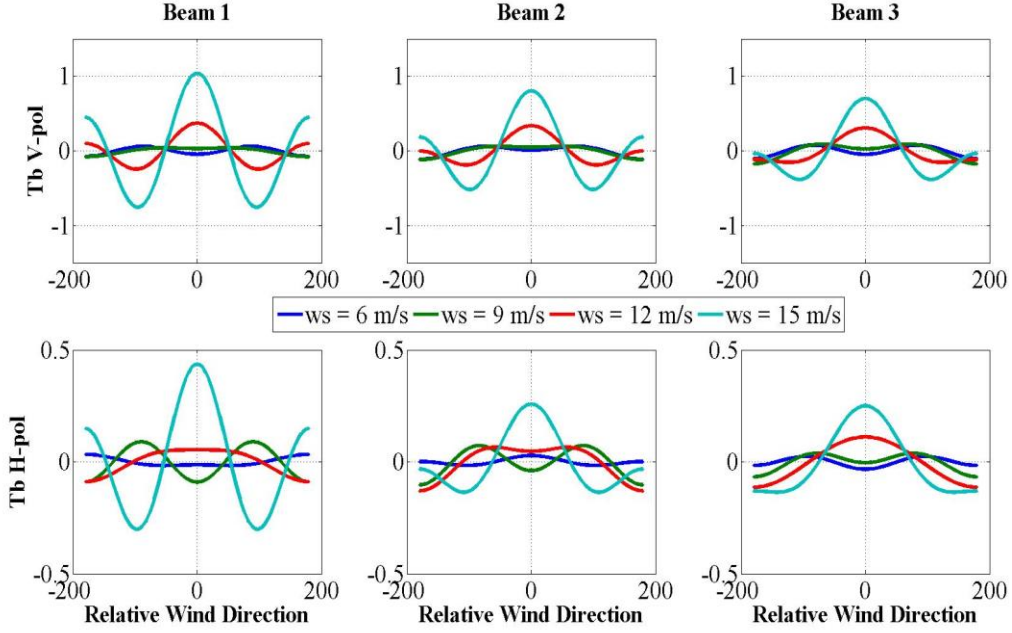 Beam 1 Beam 2 Beam 3
Tb V-pol
1 1 1
0 0 0
-1 -1 -1
-200 0 200 -200 0 200 -200 0 200
ws = 6 m/s ws = 9 m/s ws = 12 m/s ws = 15 m/s
Tb H-pol
0.5 0.5 0.5
0 0 0
-0.5 -0.5 -0.5
-200 0 200 -200 0 200 -200 0 200
Relative Wind Direction Relative Wind Direction Relative Wind Direction